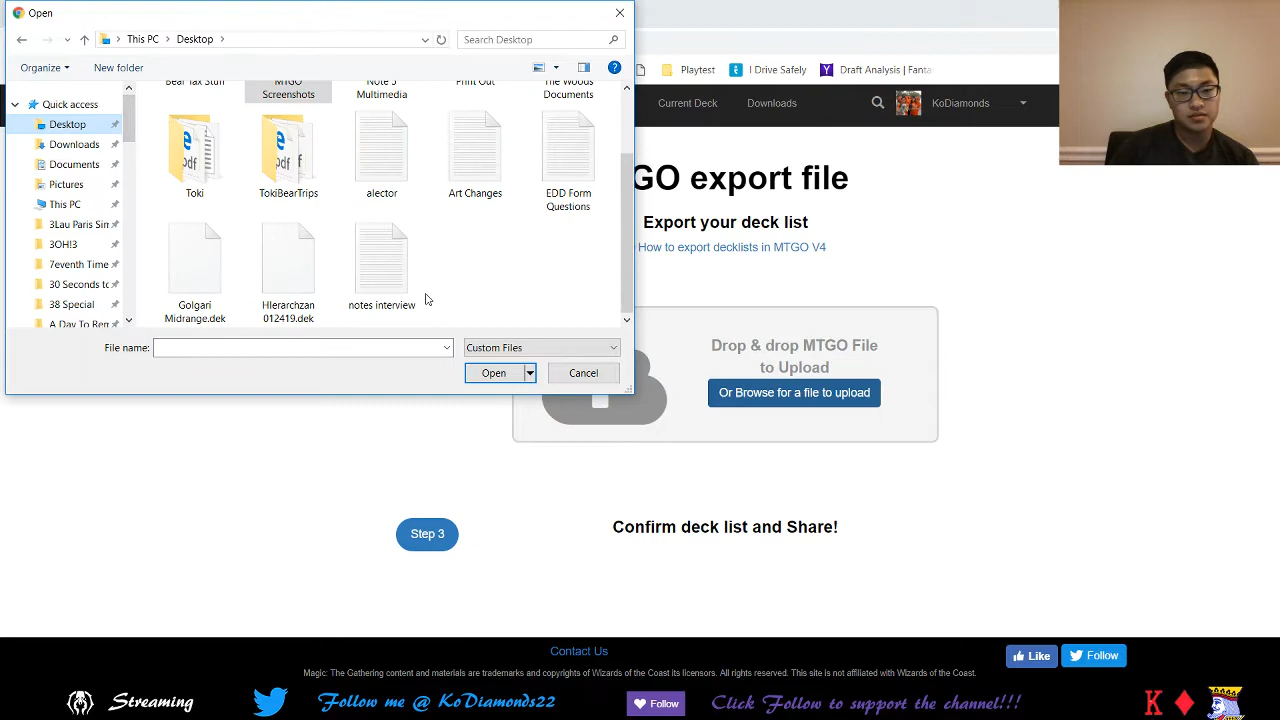 Open
This PC
Desktop
Search Desktop
Organize
New folder
Playtest
I Drive Safely
Draft Analysis | Fanta
Quick access
Desktop
Downloads
Documents
Pictures
This PC
3Lau Paris Sim
3OH!3
7eventh Time
30 Seconds to
38 Special
A Day To Rem
Bear Tax Stuff
MTGO
Screenshots
Note 5
Multimedia
Print Out
The Woods
Documents
Toki
TokiBearTrips
alector
Art Changes
EDD Form
Questions
Golgari
Midrange.dek
HIerarchzan
012419.dek
notes interview
File name:
Custom Files
Open
Cancel
Current Deck
Downloads
KoDiamonds
GO export file
Export your deck list
How to export decklists in MTGO V4
Drop & drop MTGO File
to Upload
Or Browse for a file to upload
Step 3
Confirm deck list and Share!
Contact Us
Like
Follow
Magic: The Gathering content and materials are trademarks and copyrights of Wizards of the Coast its licensors. All rights reserved. This site is not affiliated with Wizards of the Coast.
Streaming
Follow me @ KoDiamonds22
Follow
Click Follow to support the channel!!!
K